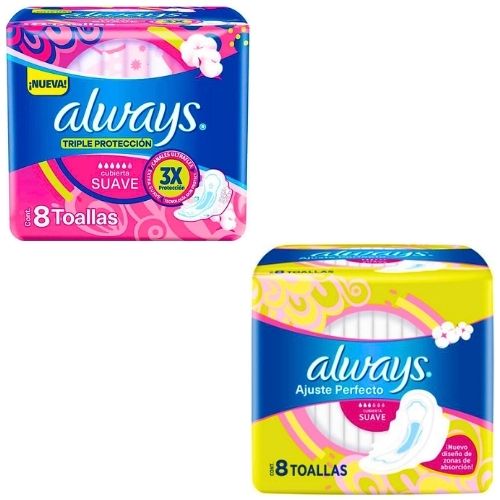 ¡NUEVA!
always®
TRIPLE PROTECCIÓN
cubierta
SUAVE
3X
Protección
Cont. 8 Toallas
8 TOALLAS
always®
Ajuste Perfecto
CUBIERTA
SUAVE
¡Nuevo
diseño de
zonas de
absorción!
CONT. 8 TOALLAS